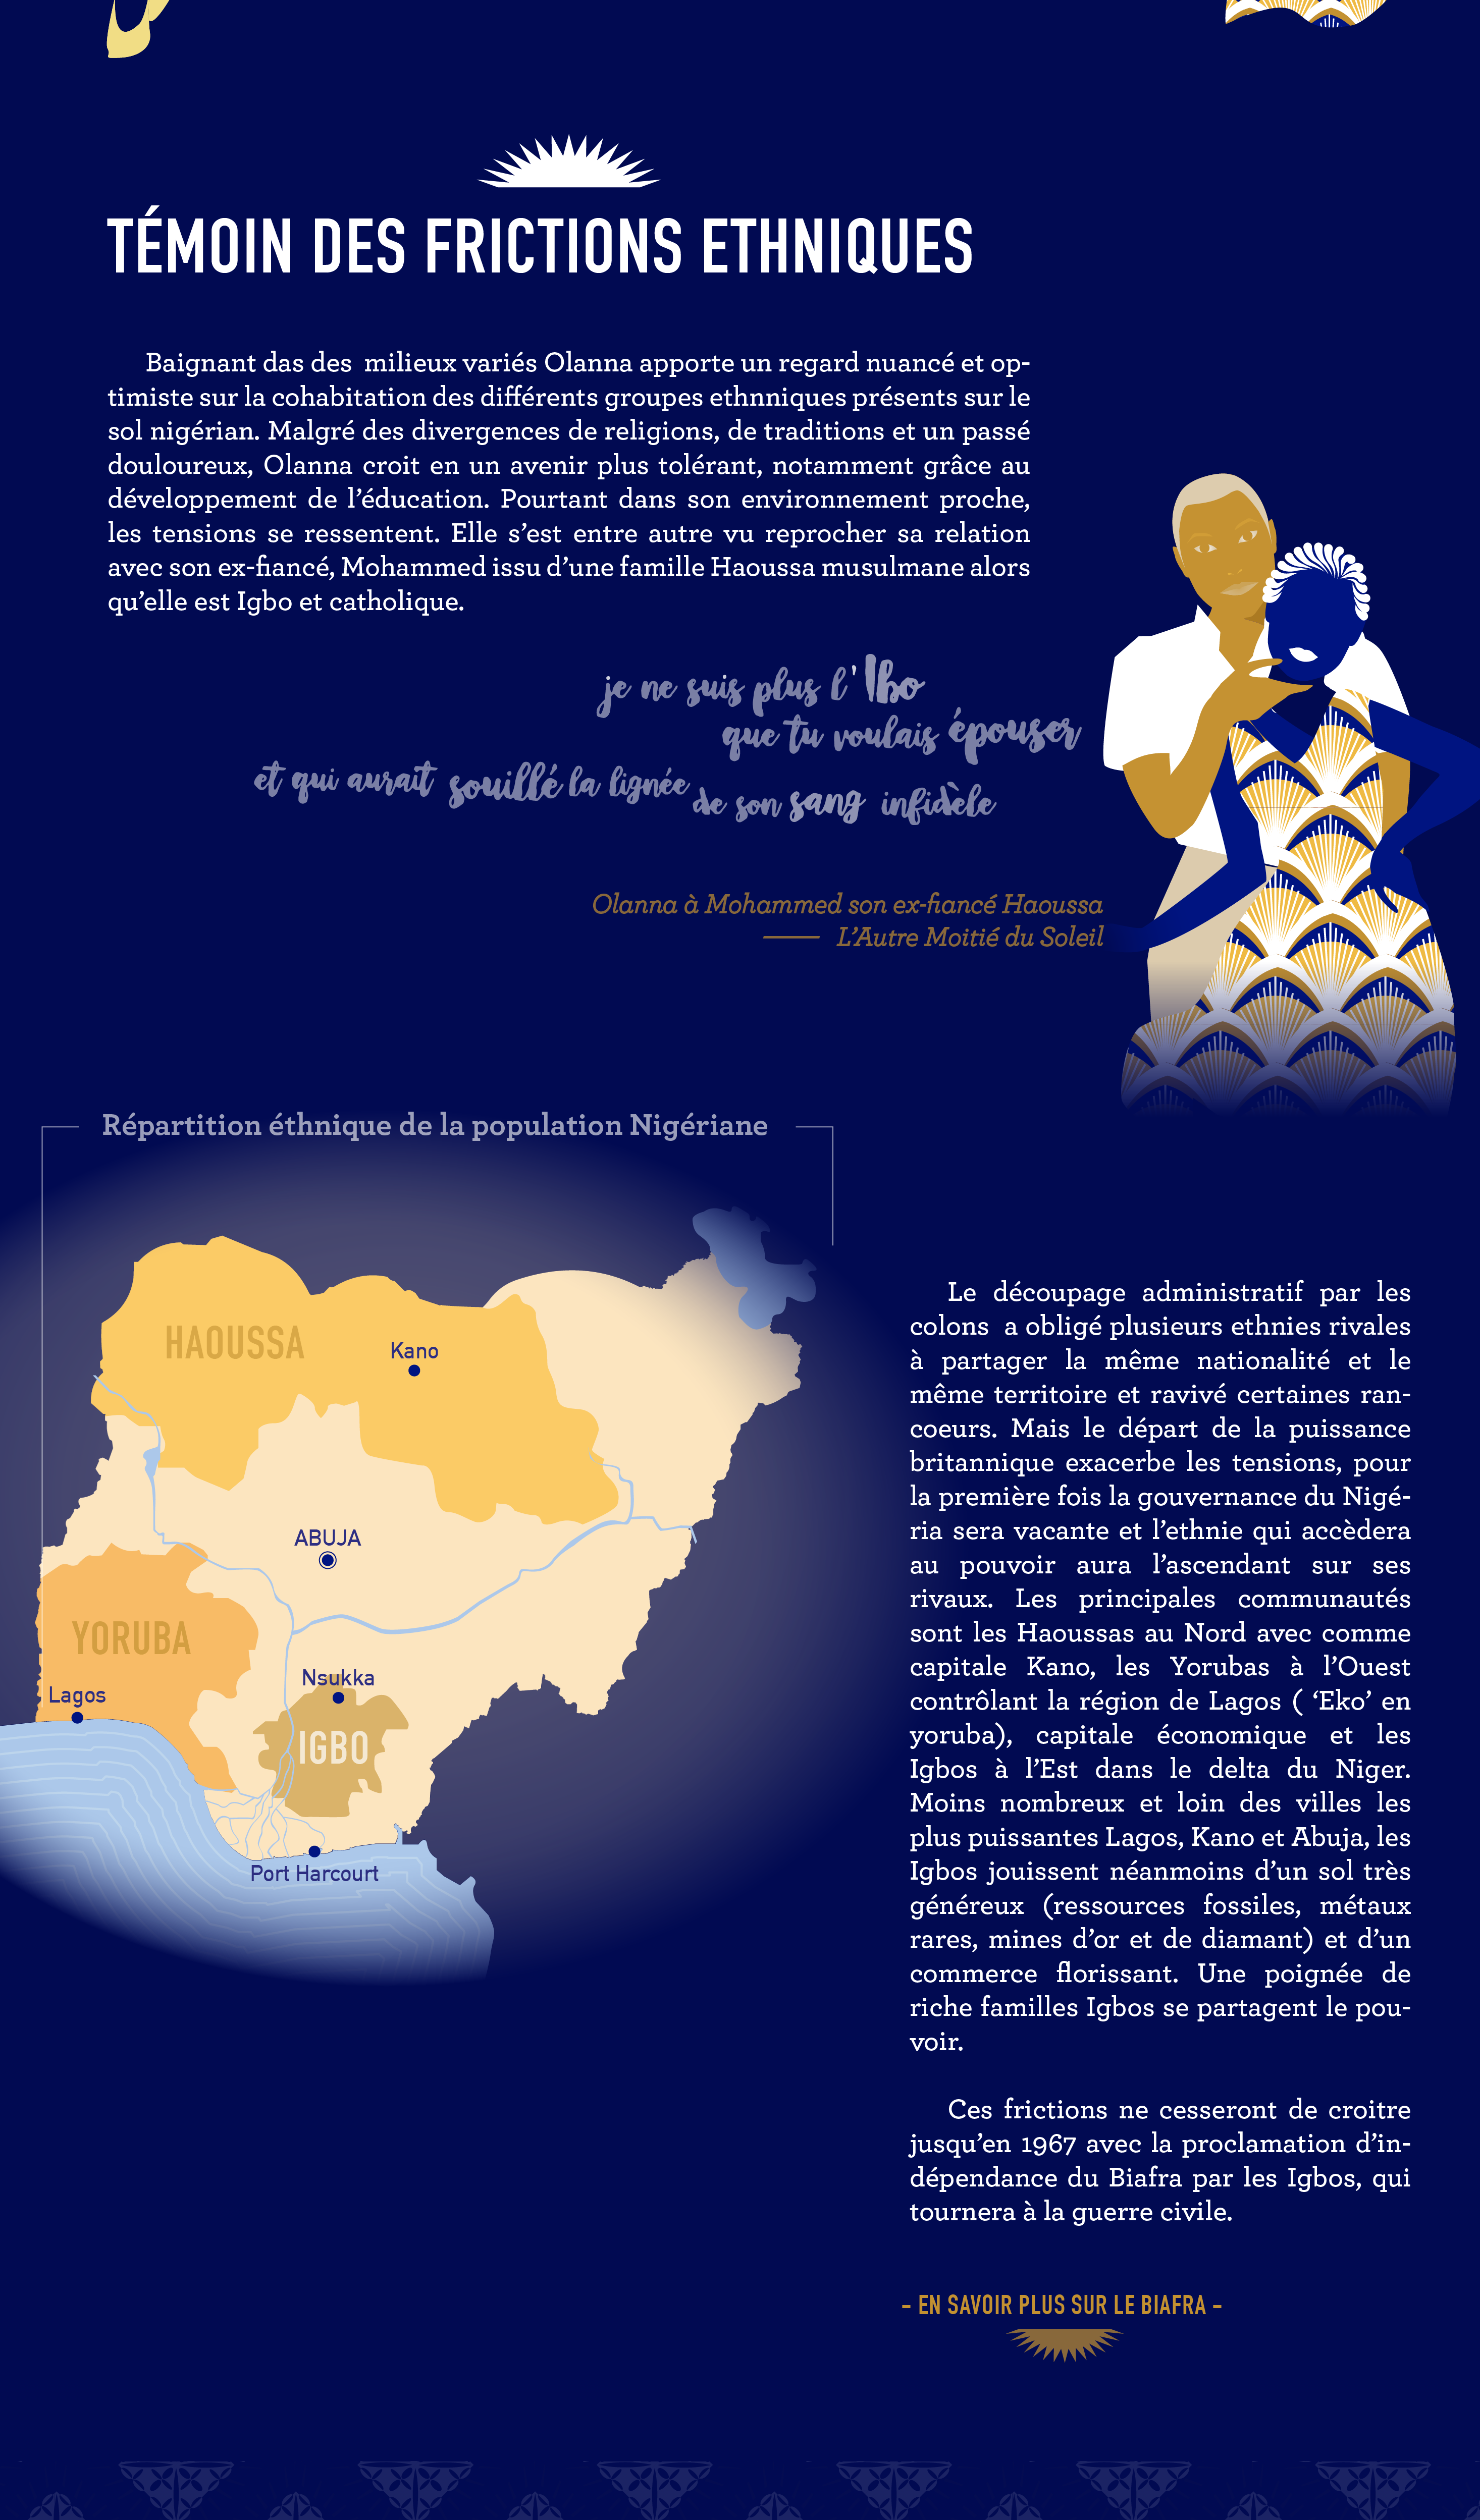 TÉMOIN DES FRICTIONS ETHNIQUES
Baignant das des milieux variés Olanna apporte un regard nuancé et op-
timiste sur la cohabitation des différents groupes ethnniques présents sur le
sol nigérian. Malgré des divergences de religions, de traditions et un passé
douloureux, Olanna croit en un avenir plus tolérant, notamment grâce au
développement de l’éducation. Pourtant dans son environnement proche,
les tensions se ressentent. Elle s’est entre autre vu reprocher sa relation
avec son ex-fiancé, Mohammed issu d’une famille Haoussa musulmane alors
qu’elle est Igbo et catholique.
je ne suis plus l'Ibo
que tu voulais épouser
et qui aurait souillé la lignée
de son sang infidèle
Olanna à Mohammed son ex-fiancé Haoussa
L’Autre Moitié du Soleil
Répartition éthnique de la population Nigériane
HAOUSSA
Kano
ABUJA
YORUBA
Nsukka
Lagos
IGBO
Port Harcourt
Le découpage administratif par les
colons a obligé plusieurs ethnies rivales
à partager la même nationalité et le
même territoire et ravivé certaines ran-
coeurs. Mais le départ de la puissance
britannique exacerbe les tensions, pour
la première fois la gouvernance du Nigé-
ria sera vacante et l’ethnie qui accèdera
au pouvoir aura l’ascendant sur ses
rivaux. Les principales communautés
sont les Haoussas au Nord avec comme
capitale Kano, les Yorubas à l’Ouest
contrôlant la région de Lagos ( ‘Eko’ en
yoruba), capitale économique et les
Igbos à l’Est dans le delta du Niger.
Moins nombreux et loin des villes les
plus puissantes Lagos, Kano et Abuja, les
Igbos jouissent néanmoins d’un sol très
généreux (ressources fossiles, métaux
rares, mines d’or et de diamant) et d’un
commerce florissant. Une poignée de
riche familles Igbos se partagent le pou-
voir.
Ces frictions ne cesseront de croitre
jusqu’en 1967 avec la proclamation d’in-
dépendance du Biafra par les Igbos, qui
tournera à la guerre civile.
– EN SAVOIR PLUS SUR LE BIAFRA –